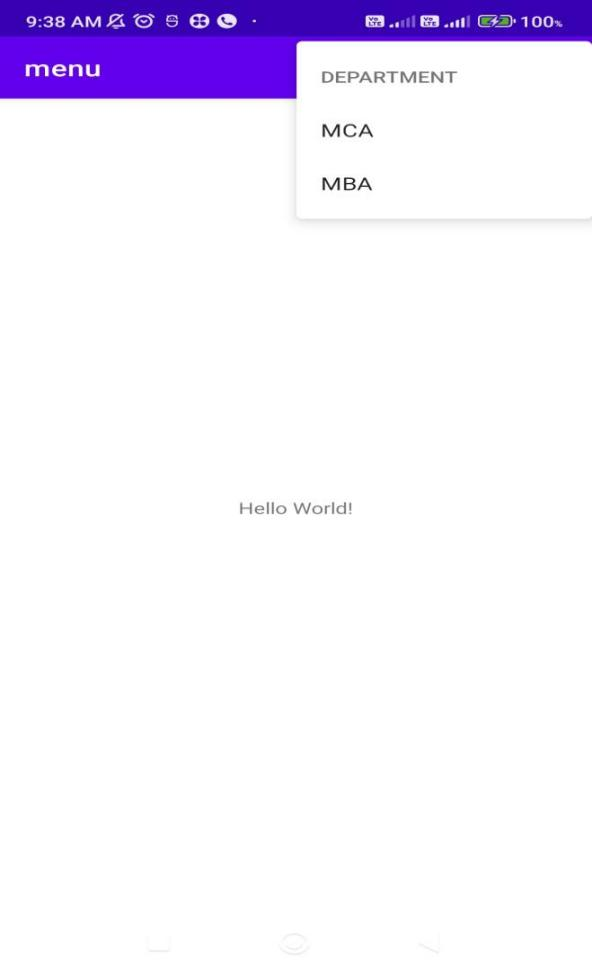 9:38 AM
100%
menu
DEPARTMENT
MCA
MBA
Hello World!